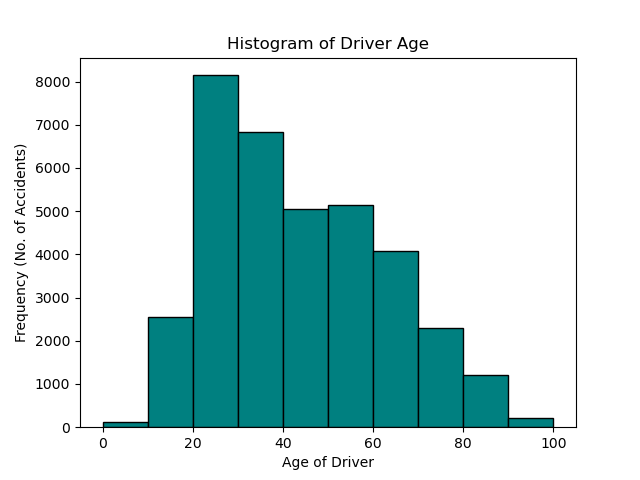 Histogram of Driver Age
Frequency (No. of Accidents)
8000
7000
6000
5000
4000
3000
2000
1000
0
0 20 40 60 80 100
Age of Driver